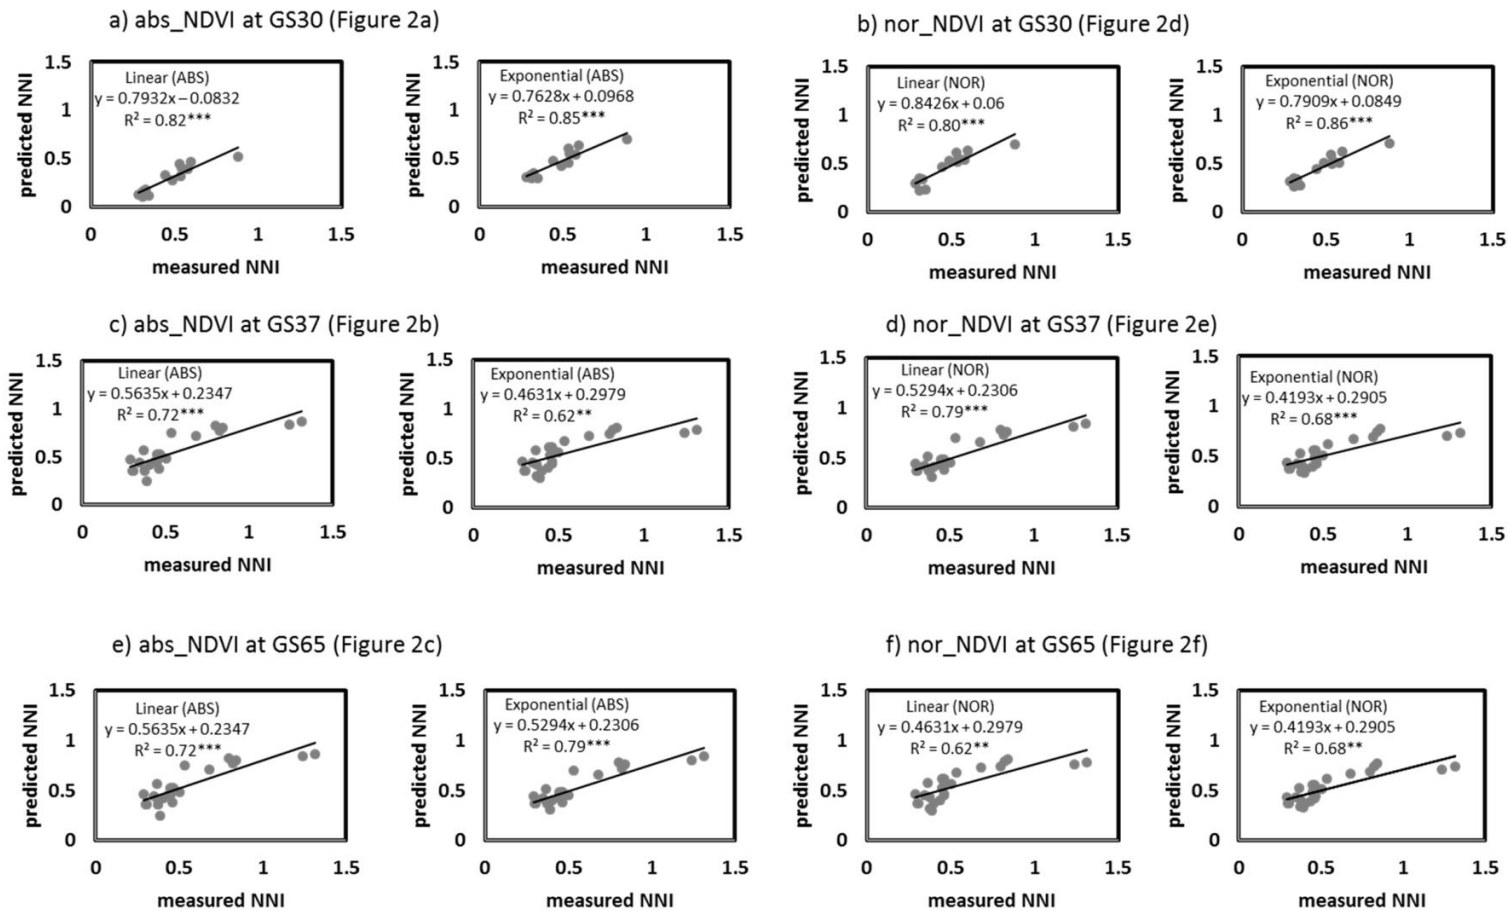 a) abs_NDVI at GS30 (Figure 2a)
predicted NNI
1.5
1
0.5
0
Linear (ABS)
y = 0.7932x − 0.0832
R² = 0.82***
0 0.5 1 1.5
measured NNI
predicted NNI
1.5
1
0.5
0
Exponential (ABS)
y = 0.7628x + 0.0968
R² = 0.85***
0 0.5 1 1.5
measured NNI
b) nor_NDVI at GS30 (Figure 2d)
predicted NNI
1.5
1
0.5
0
Linear (NOR)
y = 0.8426x + 0.06
R² = 0.80***
0 0.5 1 1.5
measured NNI
predicted NNI
1.5
1
0.5
0
Exponential (NOR)
y = 0.7909x + 0.0849
R² = 0.86***
0 0.5 1 1.5
measured NNI
c) abs_NDVI at GS37 (Figure 2b)
predicted NNI
1.5
1
0.5
0
Linear (ABS)
y = 0.5635x + 0.2347
R² = 0.72***
0 0.5 1 1.5
measured NNI
predicted NNI
1.5
1
0.5
0
Exponential (ABS)
y = 0.4631x + 0.2979
R² = 0.62**
0 0.5 1 1.5
measured NNI
d) nor_NDVI at GS37 (Figure 2e)
predicted NNI
1.5
1
0.5
0
Linear (NOR)
y = 0.5294x + 0.2306
R² = 0.79***
0 0.5 1 1.5
measured NNI
predicted NNI
1.5
1
0.5
0
Exponential (NOR)
y = 0.4193x + 0.2905
R² = 0.68***
0 0.5 1 1.5
measured NNI
e) abs_NDVI at GS65 (Figure 2c)
predicted NNI
1.5
1
0.5
0
Linear (ABS)
y = 0.5635x + 0.2347
R² = 0.72***
0 0.5 1 1.5
measured NNI
predicted NNI
1.5
1
0.5
0
Exponential (ABS)
y = 0.5294x + 0.2306
R² = 0.79***
0 0.5 1 1.5
measured NNI
f) nor_NDVI at GS65 (Figure 2f)
predicted NNI
1.5
1
0.5
0
Linear (NOR)
y = 0.4631x + 0.2979
R² = 0.62**
0 0.5 1 1.5
measured NNI
predicted NNI
1.5
1
0.5
0
Exponential (NOR)
y = 0.4193x + 0.2905
R² = 0.68**
0 0.5 1 1.5
measured NNI